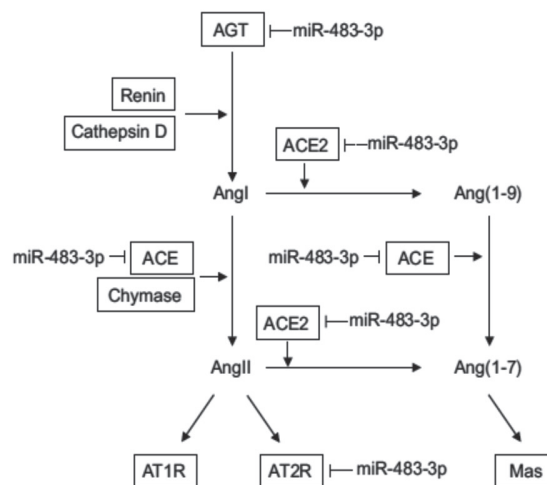 AGT miR-483-3p
Renin
Cathepsin D
ACE2 miR-483-3p
AngI Ang(1-9)
miR-483-3p ACE miR-483-3p ACE
Chymase
ACE2 miR-483-3p
AngII Ang(1-7)
AT1R AT2R miR-483-3p Mas